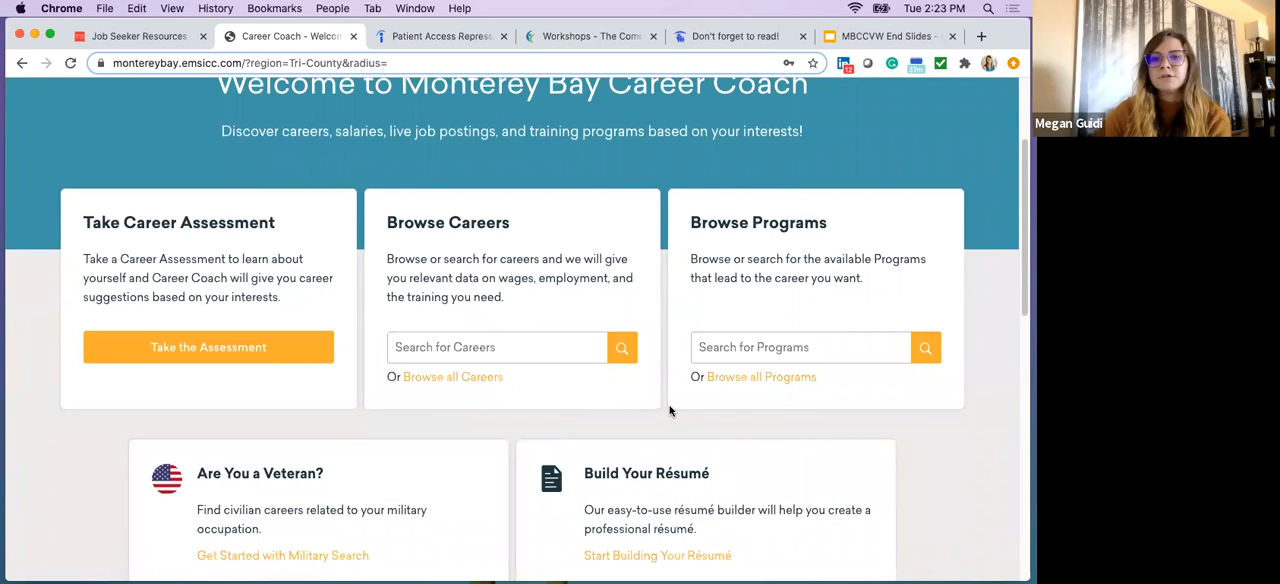 Chrome File Edit View History Bookmarks People Tab Window Help Tue 2:23 PM
Job Seeker Resources Career Coach - Welcom Patient Access Repres Workshops - The Com Don't forget to read! MBCCVW End Slides -
montereybay.emsicc.com/?region=Tri-County&radius=
12
Megan Guidi
Welcome to Monterey Bay Career Coach
Discover careers, salaries, live job postings, and training programs based on your interests!
Take Career Assessment
Take a Career Assessment to learn about
yourself and Career Coach will give you career
suggestions based on your interests.
Take the Assessment
Browse Careers
Browse or search for careers and we will give
you relevant data on wages, employment, and
the training you need.
Search for Careers
Or Browse all Careers
Browse Programs
Browse or search for the available Programs
that lead to the career you want.
Search for Programs
Or Browse all Programs
Are You a Veteran?
Find civilian careers related to your military
occupation.
Get Started with Military Search
Build Your Résumé
Our easy-to-use résumé builder will help you create a
professional résumé.
Start Building Your Résumé